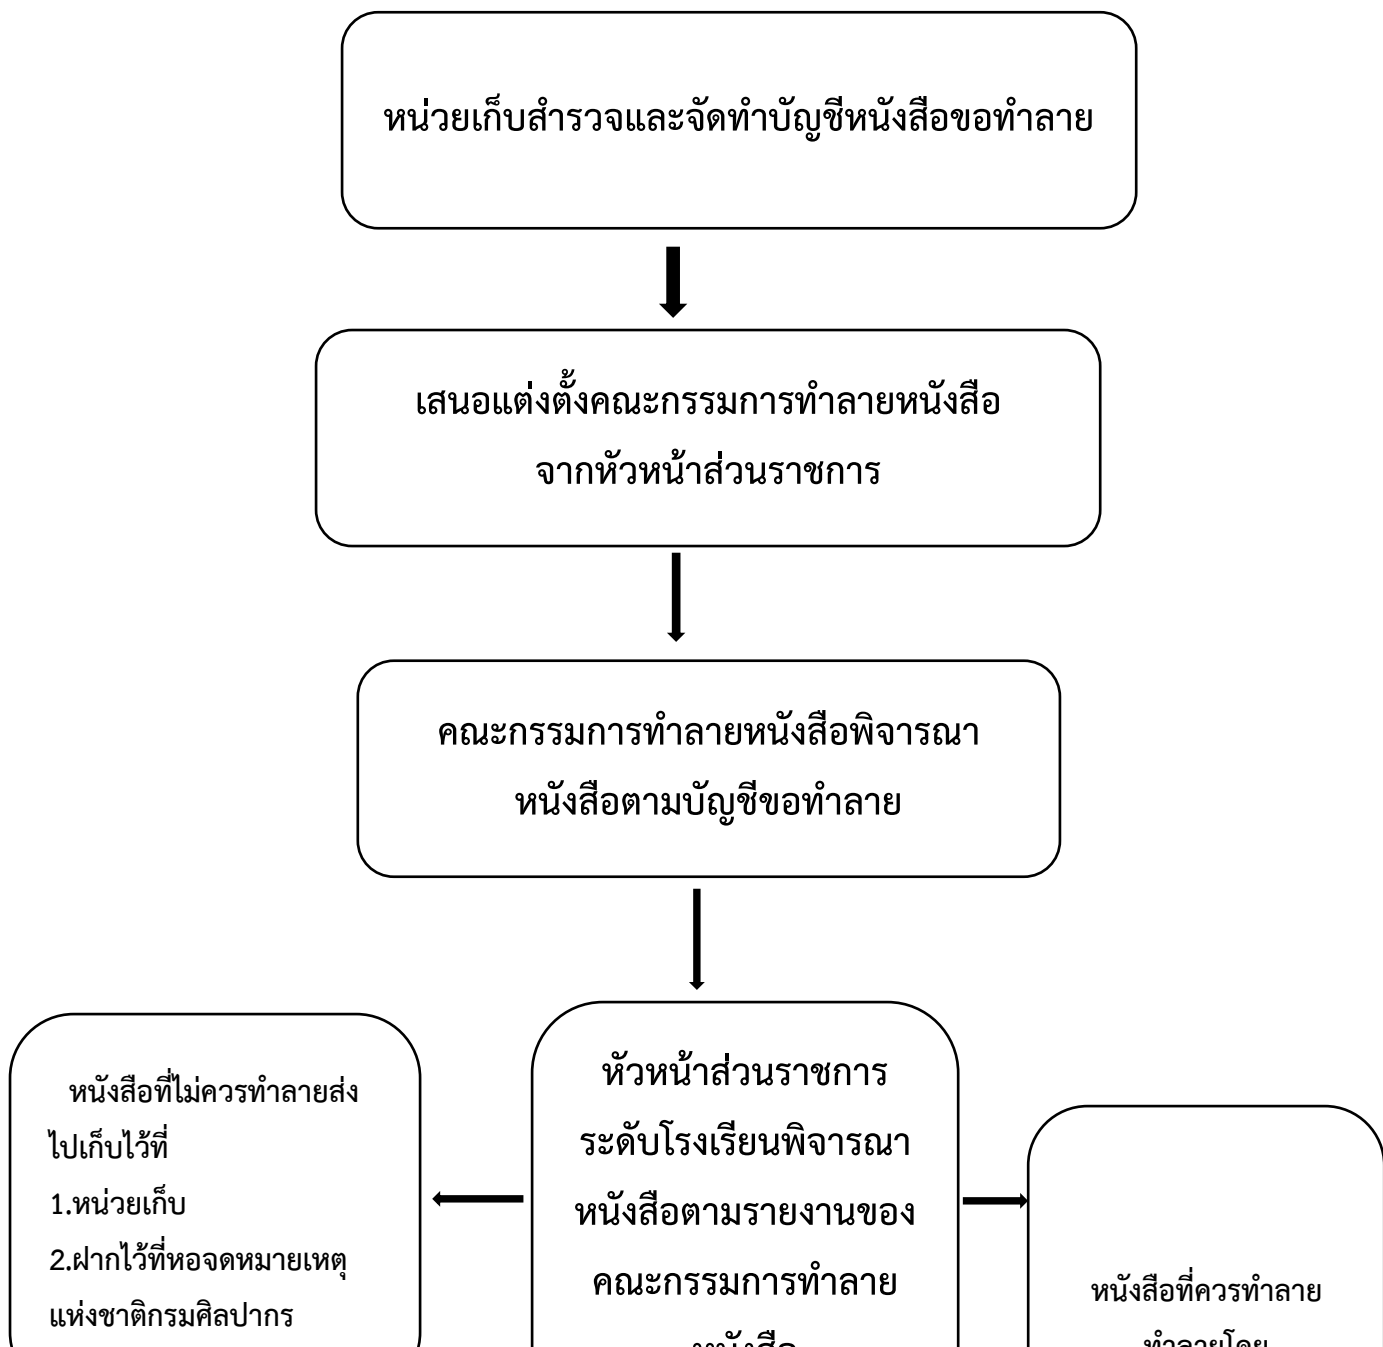 หน่วยเก็บสำรวจและจัดทำบัญชีหนังสือขอทำลาย
เสนอแต่งตั้งคณะกรรมการทำลายหนังสือ
จากหัวหน้าส่วนราชการ
คณะกรรมการทำลายหนังสือพิจารณา
หนังสือตามบัญชีขอทำลาย
หนังสือที่ไม่ควรทำลายส่ง
ไปเก็บไว้ที่
1.หน่วยเก็บ
2.ฝากไว้ที่หอจดหมายเหตุ
แห่งชาติกรมศิลปากร
หัวหน้าส่วนราชการ
ระดับโรงเรียนพิจารณา
หนังสือตามรายงานของ
คณะกรรมการทำลาย
หนังสือ
หนังสือที่ควรทำลาย
ทำลายโดย